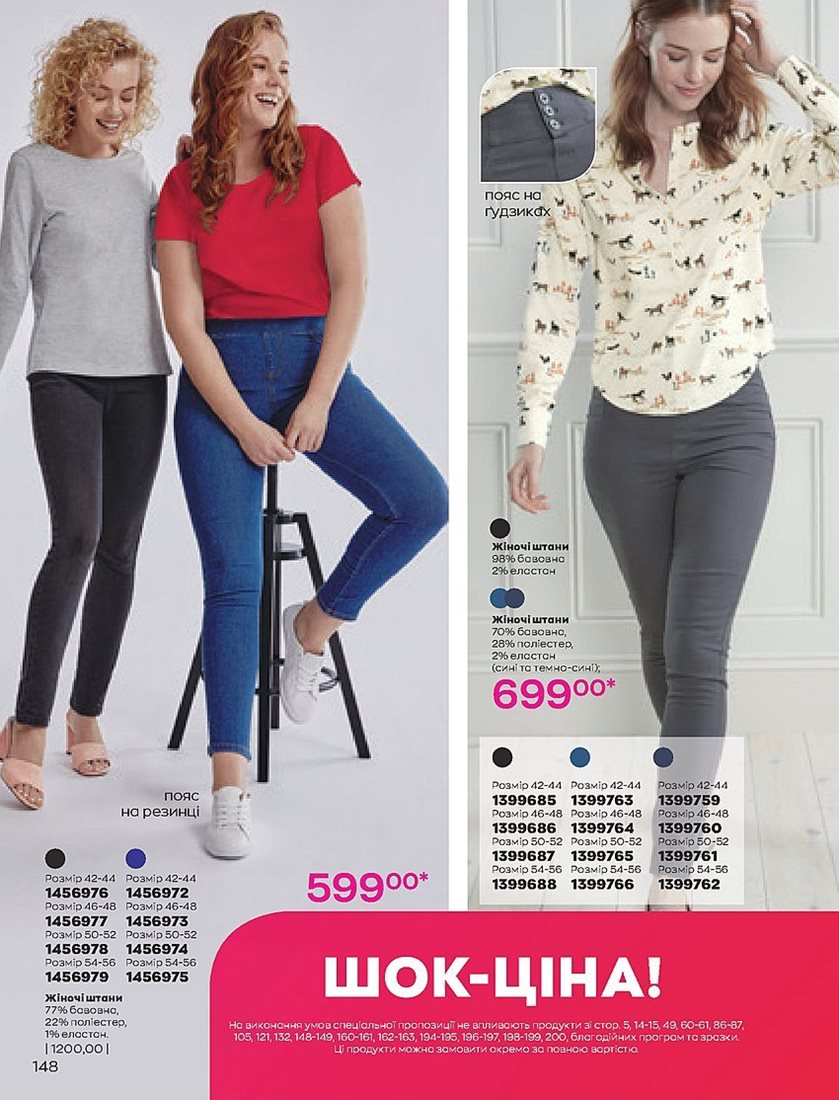 пояс
на резинці
Розмір 42-44
1456976
Розмір 46-48
1456977
Розмір 50-52
1456978
Розмір 54-56
1456979
Розмір 42-44
1456972
Розмір 46-48
1456973
Розмір 50-52
1456974
Розмір 54-56
1456975
Жіночі штани
77% бавовна,
22% поліестер,
1% еластан.
| 1200,00 |
148
599⁰⁰*
пояс на
ґудзиках
Жіночі штани
98% бавовна
2% еластан
Жіночі штани
70% бавовна,
28% поліестер,
2% еластан
(сині та темно-сині);
699⁰⁰*
Розмір 42-44
1399685
Розмір 46-48
1399686
Розмір 50-52
1399687
Розмір 54-56
1399688
Розмір 42-44
1399763
Розмір 46-48
1399764
Розмір 50-52
1399765
Розмір 54-56
1399766
Розмір 42-44
1399759
Розмір 46-48
1399760
Розмір 50-52
1399761
Розмір 54-56
1399762
ШОК-ЦІНА!
На виконання умов спеціальної пропозиції не впливають продукти зі стор. 5, 14-15, 49, 60-61, 86-87,
105, 121, 132, 148-149, 160-161, 162-163, 194-195, 196-197, 198-199, 200, благодійних програм та зразки.
Ці продукти можна замовити окремо за повною вартістю.